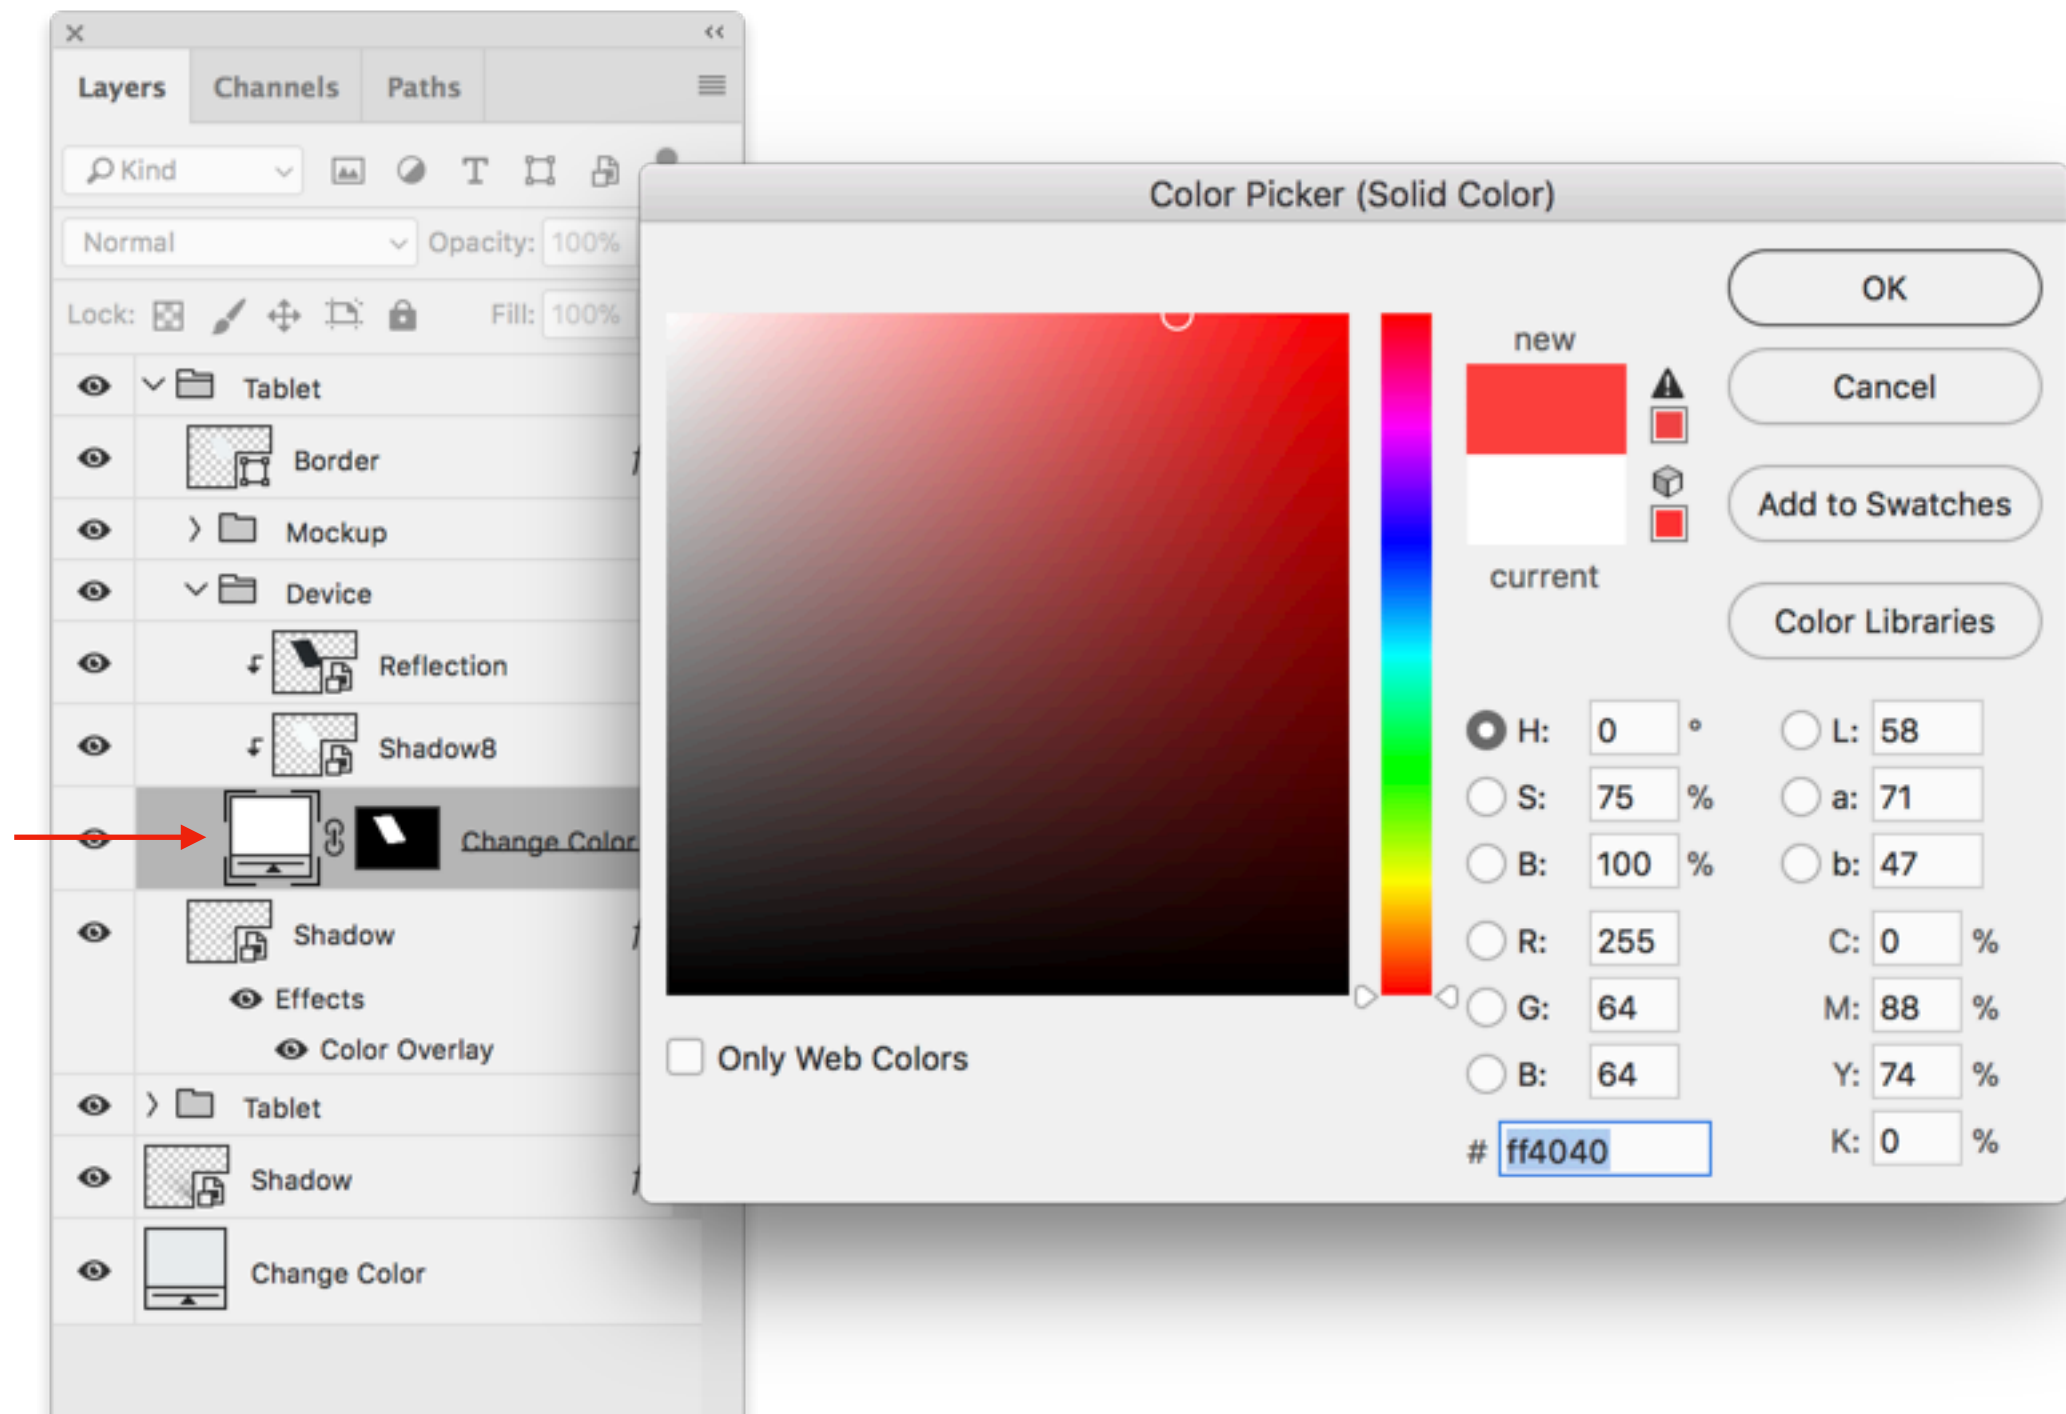 Layers Channels Paths
Kind
Normal Opacity: 100%
Lock: Fill: 100%
Tablet
Border
Mockup
Device
Reflection
Shadow8
Change Color
Shadow
Effects
Color Overlay
Tablet
Shadow
Change Color
Color Picker (Solid Color)
new
current
OK
Cancel
Add to Swatches
Color Libraries
H: 0 ° L: 58
S: 75 % a: 71
B: 100 % b: 47
R: 255 C: 0 %
G: 64 M: 88 %
B: 64 Y: 74 %
# ff4040 K: 0 %
Only Web Colors